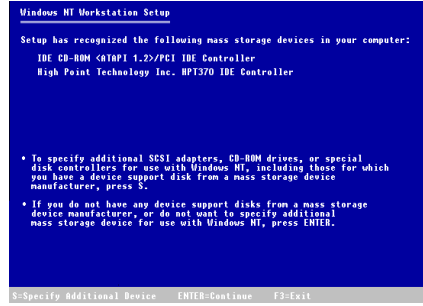 Windows NT Workstation Setup
Setup has recognized the following mass storage devices in your computer:
IDE CD-ROM <ATAPI 1.2>/PCI IDE Controller
High Point Technology Inc. HPT370 IDE Controller
• To specify additional SCSI adapters, CD-ROM drives, or special
disk controllers for use with Windows NT, including those for which
you have a device support disk from a mass storage device
manufacturer, press S.
• If you do not have any device support disks from a mass storage
device manufacturer, or do not want to specify additional
mass storage device for use with Windows NT, press ENTER.
S=Specify Additional Device ENTER=Continue F3=Exit